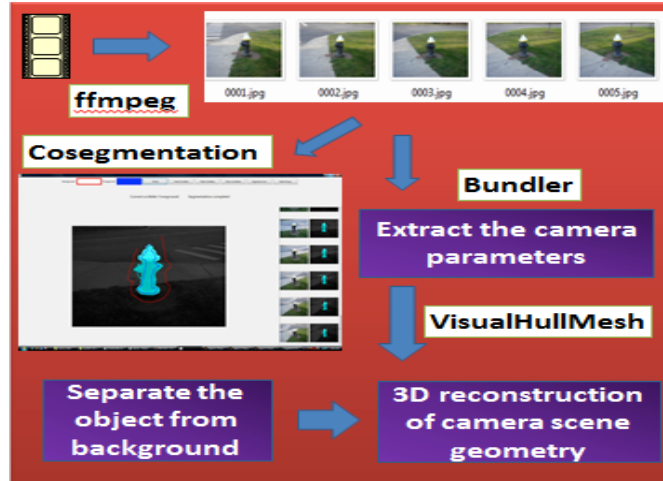 0001.jpg 0002.jpg 0003.jpg 0004.jpg 0005.jpg
ffmpeg
Cosegmentation
Bundler
Extract the camera
parameters
VisualHullMesh
Separate the
object from
background
3D reconstruction
of camera scene
geometry